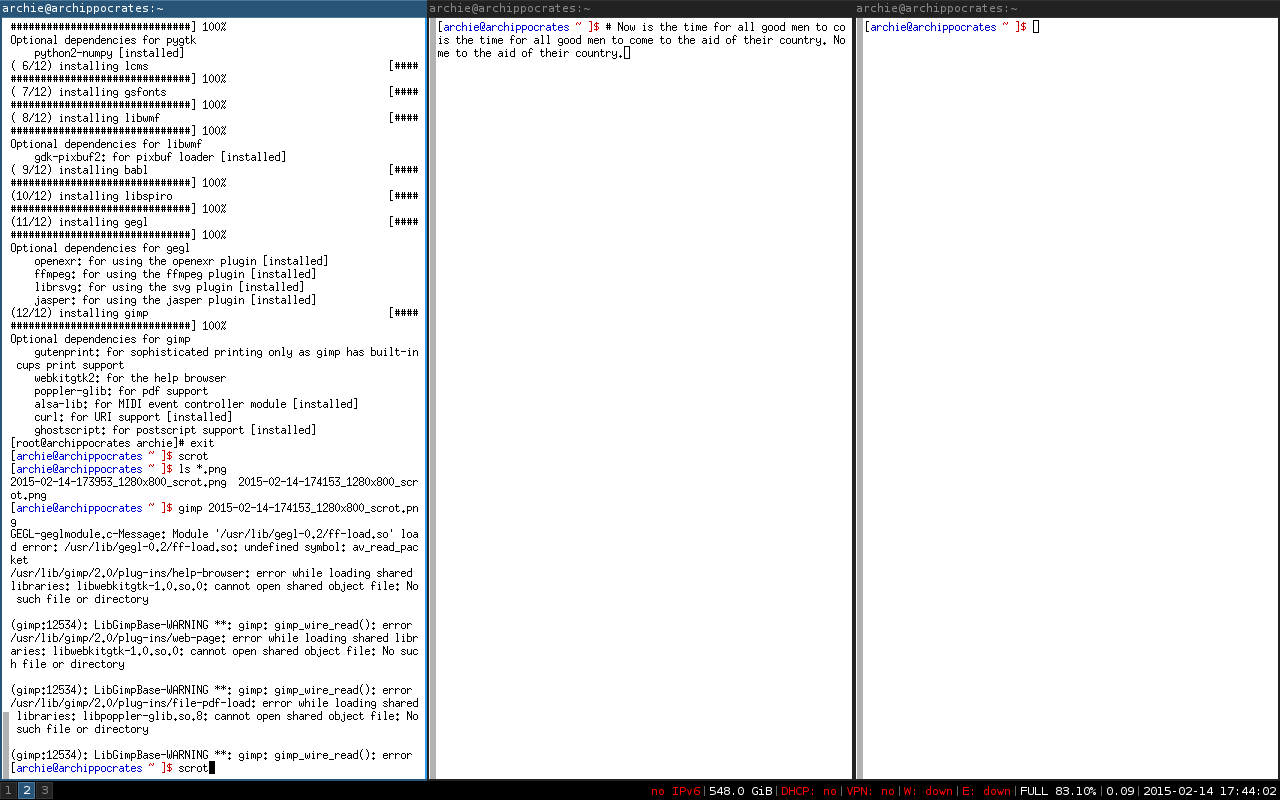 archie@archippocrates:~
##############################] 100%
Optional dependencies for pygtk
    python2-numpy [installed]
( 6/12) installing lcms                                        [####
##############################] 100%
( 7/12) installing gsfonts                                     [####
##############################] 100%
( 8/12) installing libwmf                                      [####
##############################] 100%
Optional dependencies for libwmf
    gdk-pixbuf2: for pixbuf loader [installed]
( 9/12) installing babl                                        [####
##############################] 100%
(10/12) installing libspiro                                    [####
##############################] 100%
(11/12) installing gegl                                        [####
##############################] 100%
Optional dependencies for gegl
    openexr: for using the openexr plugin [installed]
    ffmpeg: for using the ffmpeg plugin [installed]
    librsvg: for using the svg plugin [installed]
    jasper: for using the jasper plugin [installed]
(12/12) installing gimp                                        [####
##############################] 100%
Optional dependencies for gimp
    gutenprint: for sophisticated printing only as gimp has built-in
 cups print support
    webkitgtk2: for the help browser
    poppler-glib: for pdf support
    alsa-lib: for MIDI event controller module [installed]
    curl: for URI support [installed]
    ghostscript: for postscript support [installed]
[root@archippocrates archie]# exit
[archie@archippocrates ~ ]$ scrot
[archie@archippocrates ~ ]$ ls *.png
2015-02-14-173953_1280x800_scrot.png  2015-02-14-174153_1280x800_scr
ot.png
[archie@archippocrates ~ ]$ gimp 2015-02-14-174153_1280x800_scrot.pn
g
GEGL-geglmodule.c-Message: Module '/usr/lib/gegl-0.2/ff-load.so' loa
d error: /usr/lib/gegl-0.2/ff-load.so: undefined symbol: av_read_pac
ket
/usr/lib/gimp/2.0/plug-ins/help-browser: error while loading shared
libraries: libwebkitgtk-1.0.so.0: cannot open shared object file: No
 such file or directory
(gimp:12534): LibGimpBase-WARNING **: gimp: gimp_wire_read(): error
/usr/lib/gimp/2.0/plug-ins/web-page: error while loading shared libr
aries: libwebkitgtk-1.0.so.0: cannot open shared object file: No suc
h file or directory
(gimp:12534): LibGimpBase-WARNING **: gimp: gimp_wire_read(): error
/usr/lib/gimp/2.0/plug-ins/file-pdf-load: error while loading shared
 libraries: libpoppler-glib.so.8: cannot open shared object file: No
 such file or directory
(gimp:12534): LibGimpBase-WARNING **: gimp: gimp_wire_read(): error
[archie@archippocrates ~ ]$ scrot
archie@archippocrates:~
[archie@archippocrates ~ ]$ # Now is the time for all good men to co
is the time for all good men to come to the aid of their country. No
me to the aid of their country.
archie@archippocrates:~
[archie@archippocrates ~ ]$
1 2 3
no IPv6|548.0 GiB|DHCP: no|VPN: no|W: down|E: down|FULL 83.10%|0.09|2015-02-14 17:44:02